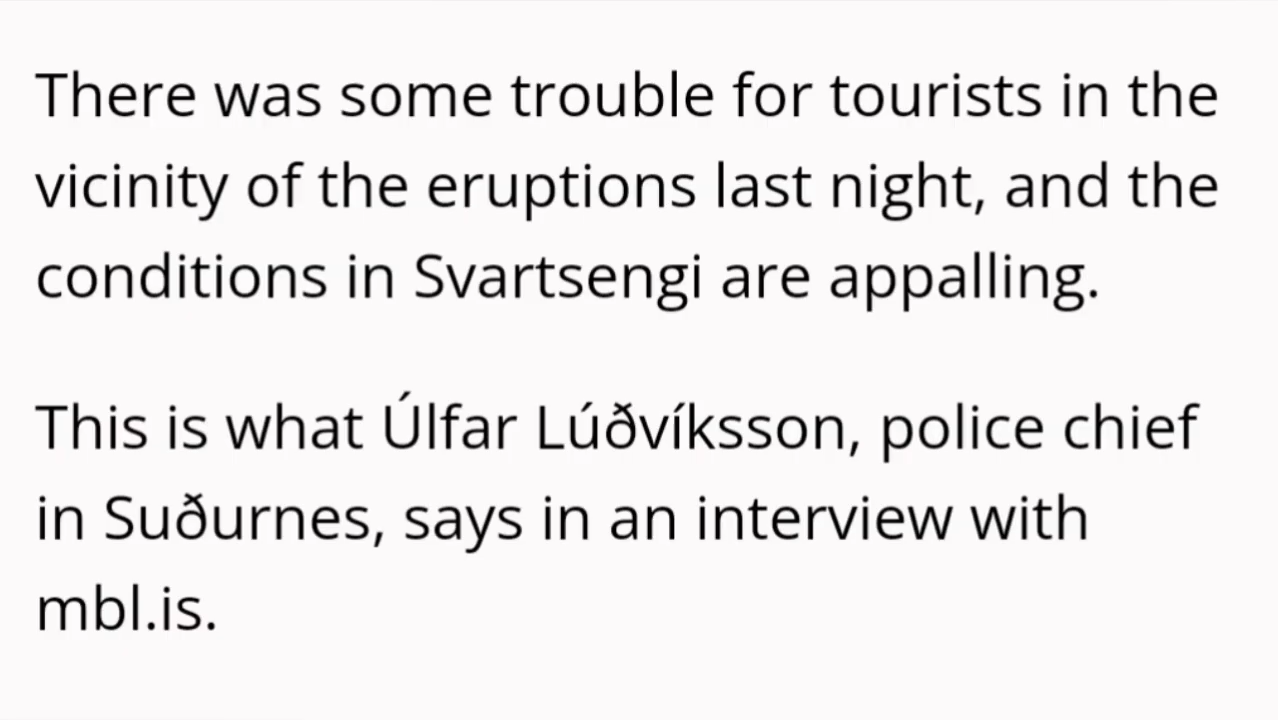 There was some trouble for tourists in the
vicinity of the eruptions last night, and the
conditions in Svartsengi are appalling.
This is what Úlfar Lúðvíksson, police chief
in Suðurnes, says in an interview with
mbl.is.